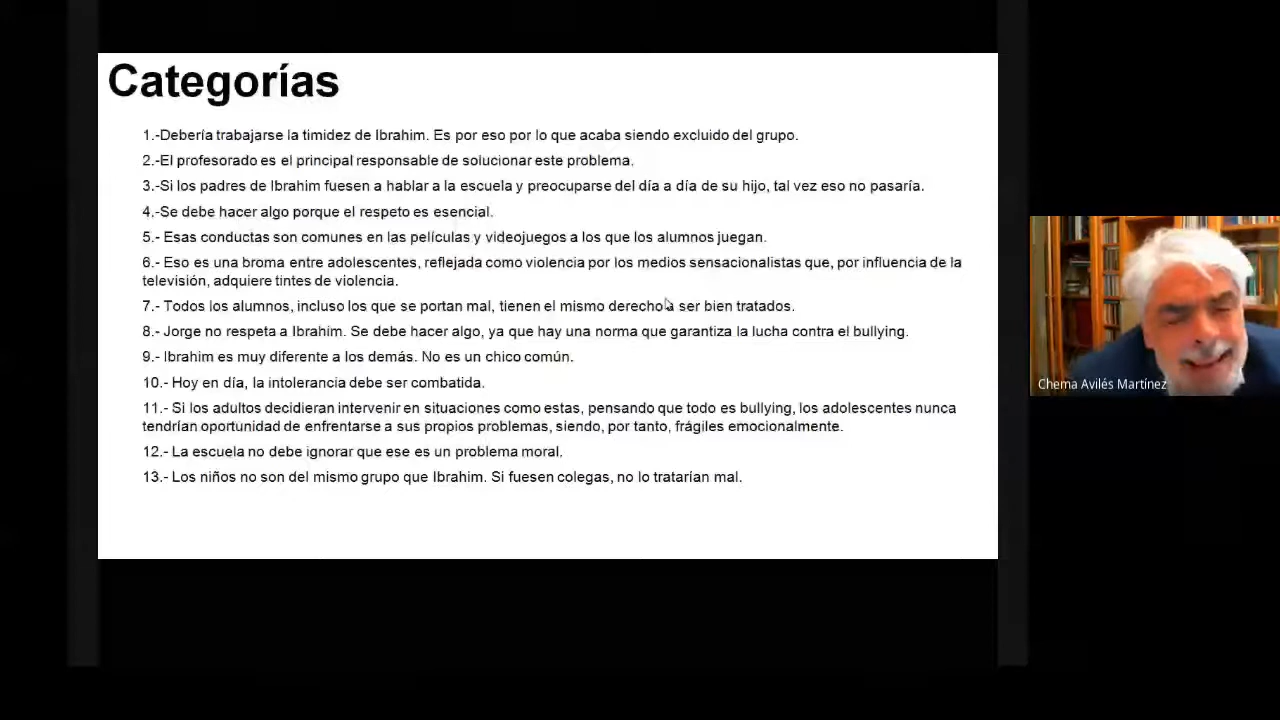 Categorías
1.-Debería trabajarse la timidez de Ibrahim. Es por eso por lo que acaba siendo excluido del grupo.
2.-El profesorado es el principal responsable de solucionar este problema.
3.-Si los padres de Ibrahim fuesen a hablar a la escuela y preocuparse del día a día de su hijo, tal vez eso no pasaría.
4.-Se debe hacer algo porque el respeto es esencial.
5.- Esas conductas son comunes en las películas y videojuegos a los que los alumnos juegan.
6.- Eso es una broma entre adolescentes, reflejada como violencia por los medios sensacionalistas que, por influencia de la
televisión, adquiere tintes de violencia.
7.- Todos los alumnos, incluso los que se portan mal, tienen el mismo derecho a ser bien tratados.
8.- Jorge no respeta a Ibrahim. Se debe hacer algo, ya que hay una norma que garantiza la lucha contra el bullying.
9.- Ibrahim es muy diferente a los demás. No es un chico común.
10.- Hoy en día, la intolerancia debe ser combatida.
11.- Si los adultos decidieran intervenir en situaciones como estas, pensando que todo es bullying, los adolescentes nunca
tendrían oportunidad de enfrentarse a sus propios problemas, siendo, por tanto, frágiles emocionalmente.
12.- La escuela no debe ignorar que ese es un problema moral.
13.- Los niños no son del mismo grupo que Ibrahim. Si fuesen colegas, no lo tratarían mal.
Chema Avilés Martínez